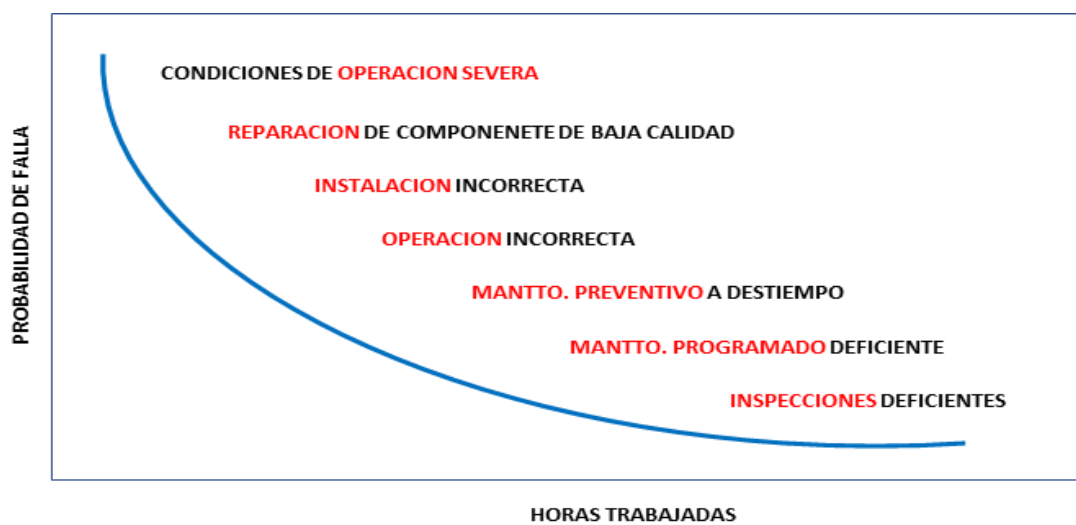 CONDICIONES DE OPERACION SEVERA
REPARACION DE COMPONENETE DE BAJA CALIDAD
INSTALACION INCORRECTA
OPERACION INCORRECTA
MANTTO. PREVENTIVO A DESTIEMPO
MANTTO. PROGRAMADO DEFICIENTE
INSPECCIONES DEFICIENTES
PROBABILIDAD DE FALLA
HORAS TRABAJADAS